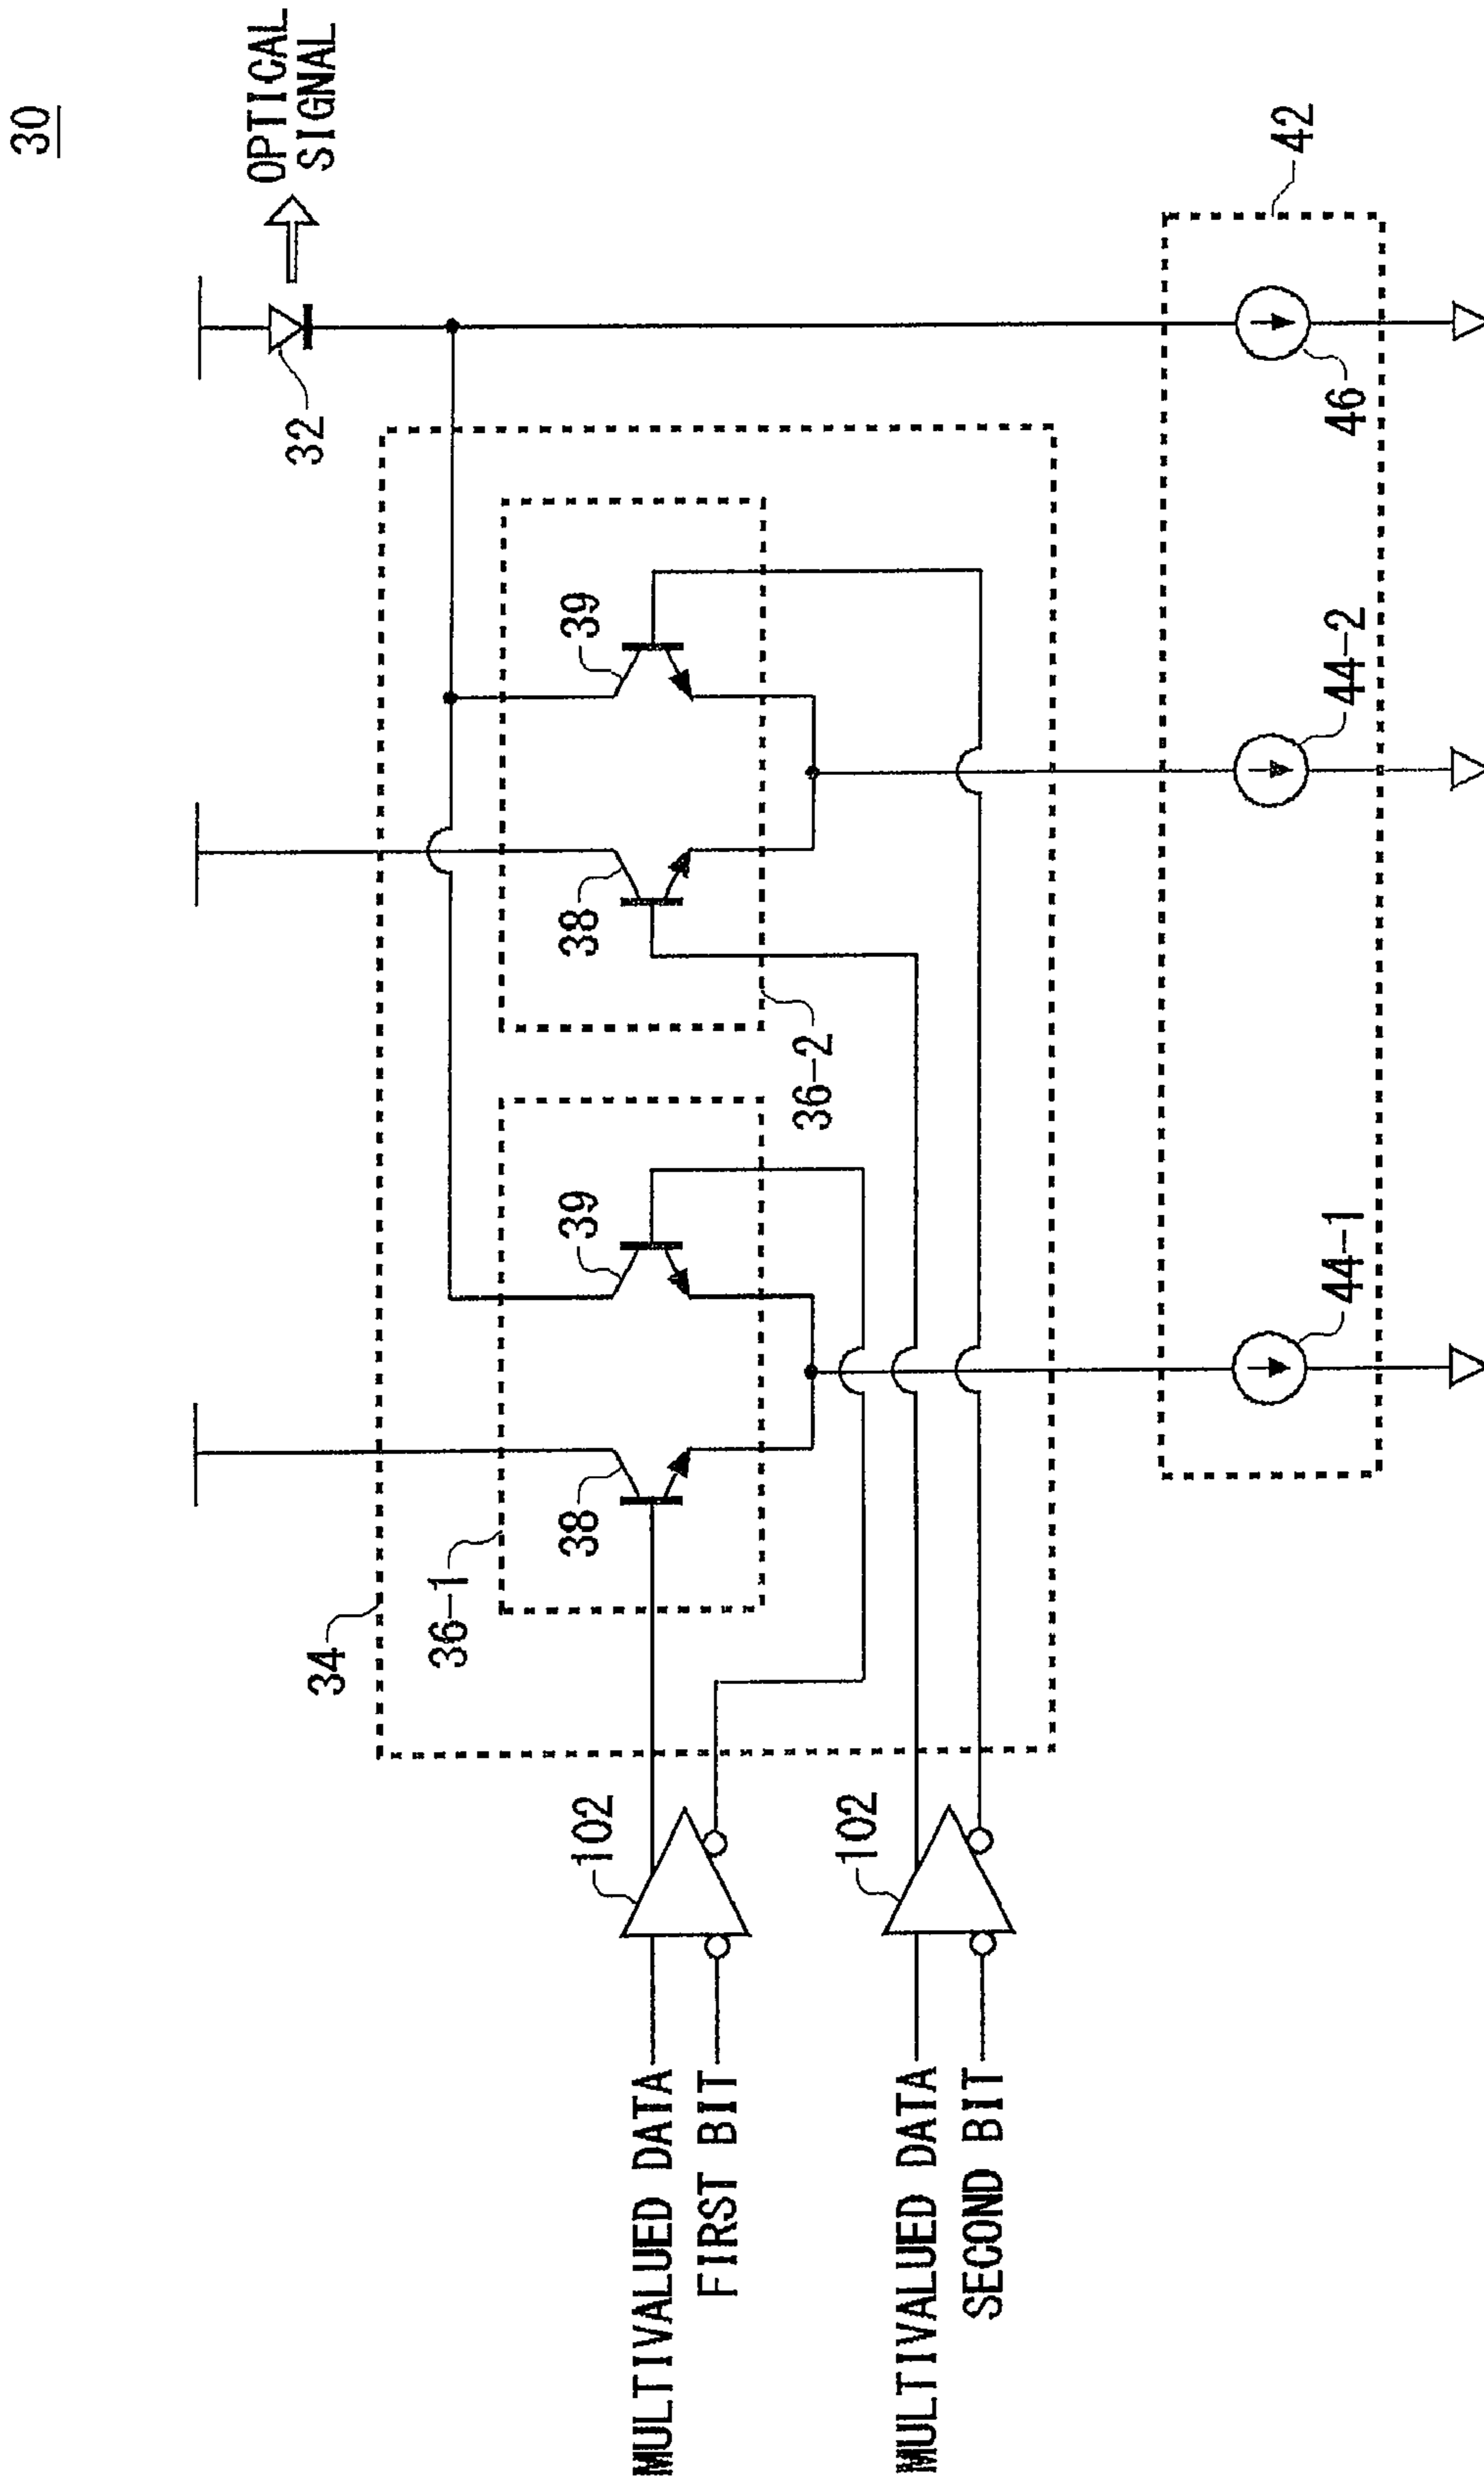 30
OPTICAL
SIGNAL
32
34
36-1
38
39
36-2
38
39
102
102
MULTIVALUED DATA
FIRST BIT
MULTIVALUED DATA
SECOND BIT
42
44-1
44-2
46